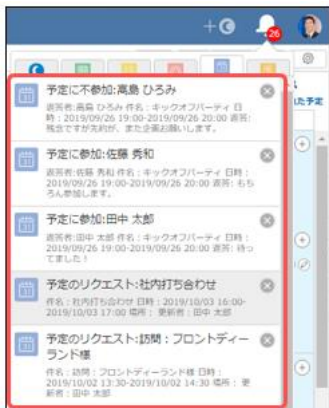 26
れた予定
予定に不参加:高島 ひろみ
返答者:高島 ひろみ 件名：キックオフパーティ 日
時：2019/09/26 19:00-2019/09/26 20:00 返答:
残念ですが先約が、また企画お願いします。
予定に参加:佐藤 秀和
返答者:佐藤 秀和 件名：キックオフパーティ 日時：
2019/09/26 19:00-2019/09/26 20:00 返答: もち
ろん参加します。
予定に参加:田中 太郎
返答者:田中 太郎 件名：キックオフパーティ 日時：
2019/09/26 19:00-2019/09/26 20:00 返答: 待っ
てました！
予定のリクエスト:社内打ち合わせ
件名：社内打ち合わせ 日時：2019/10/03 16:00-
2019/10/03 17:00 場所： 更新者：田中 太郎
予定のリクエスト:訪問：フロントディー
ランド様
件名：訪問：フロントディーランド様 日時：
2019/10/02 13:30-2019/10/02 14:30 場所： 更
新者：田中 太郎